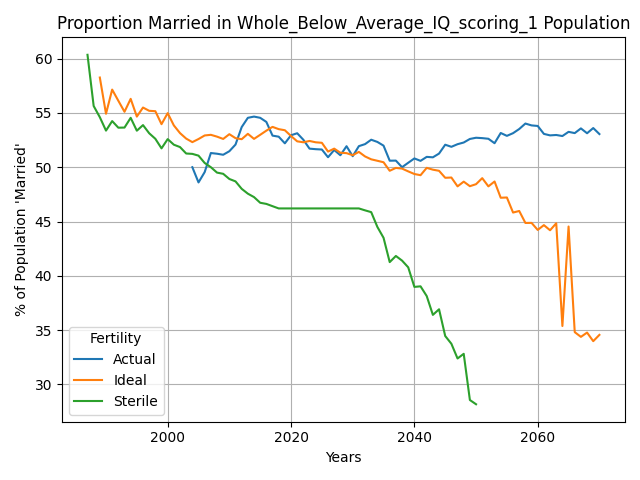 Proportion Married in Whole_Below_Average_IQ_scoring_1 Population
% of Population 'Married'
60
55
50
45
40
35
30
Fertility
Actual
Ideal
Sterile
2000
2020
2040
2060
Years